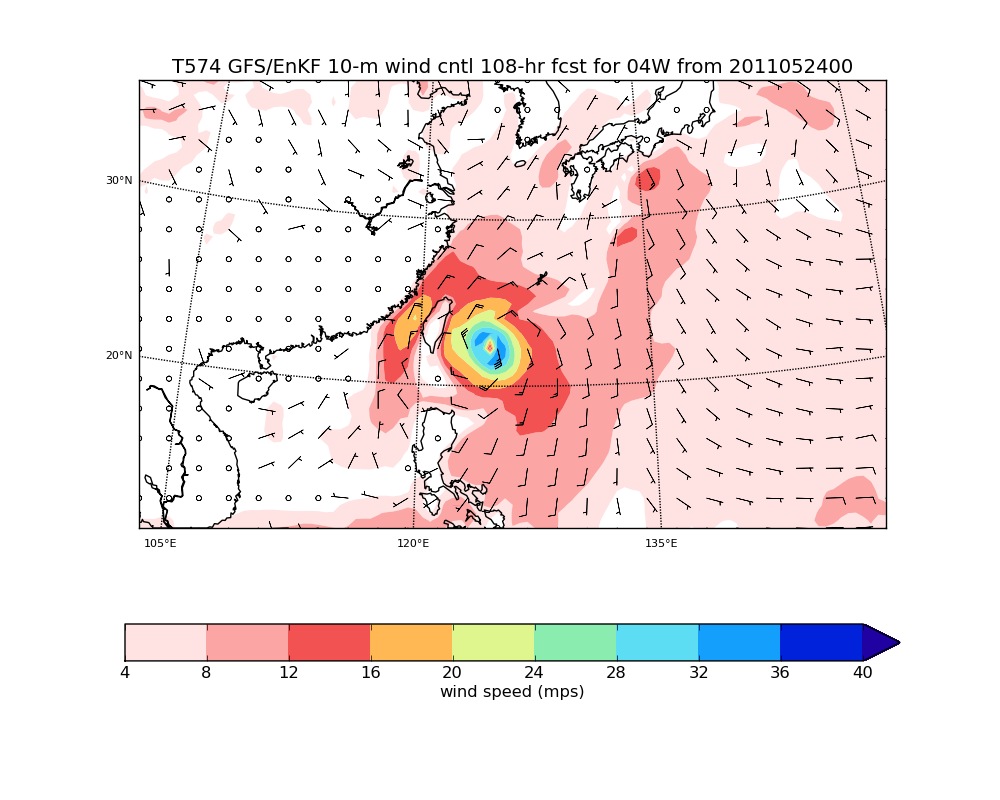 T574 GFS/EnKF 10-m wind cntl 108-hr fcst for 04W from 2011052400
30°N
20°N
105°E 120°E 135°E
4 8 12 16 20 24 28 32 36 40
wind speed (mps)